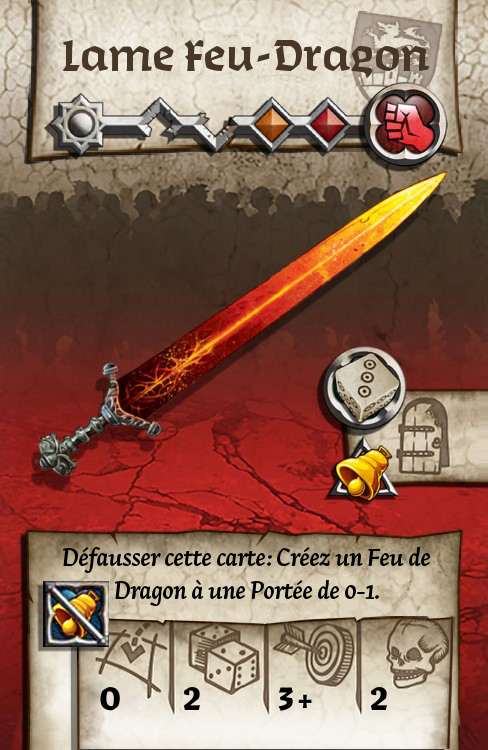 Lame Feu-Dragon
Défausser cette carte: Créez un Feu de
Dragon à une Portée de 0-1.
0 2 3+ 2